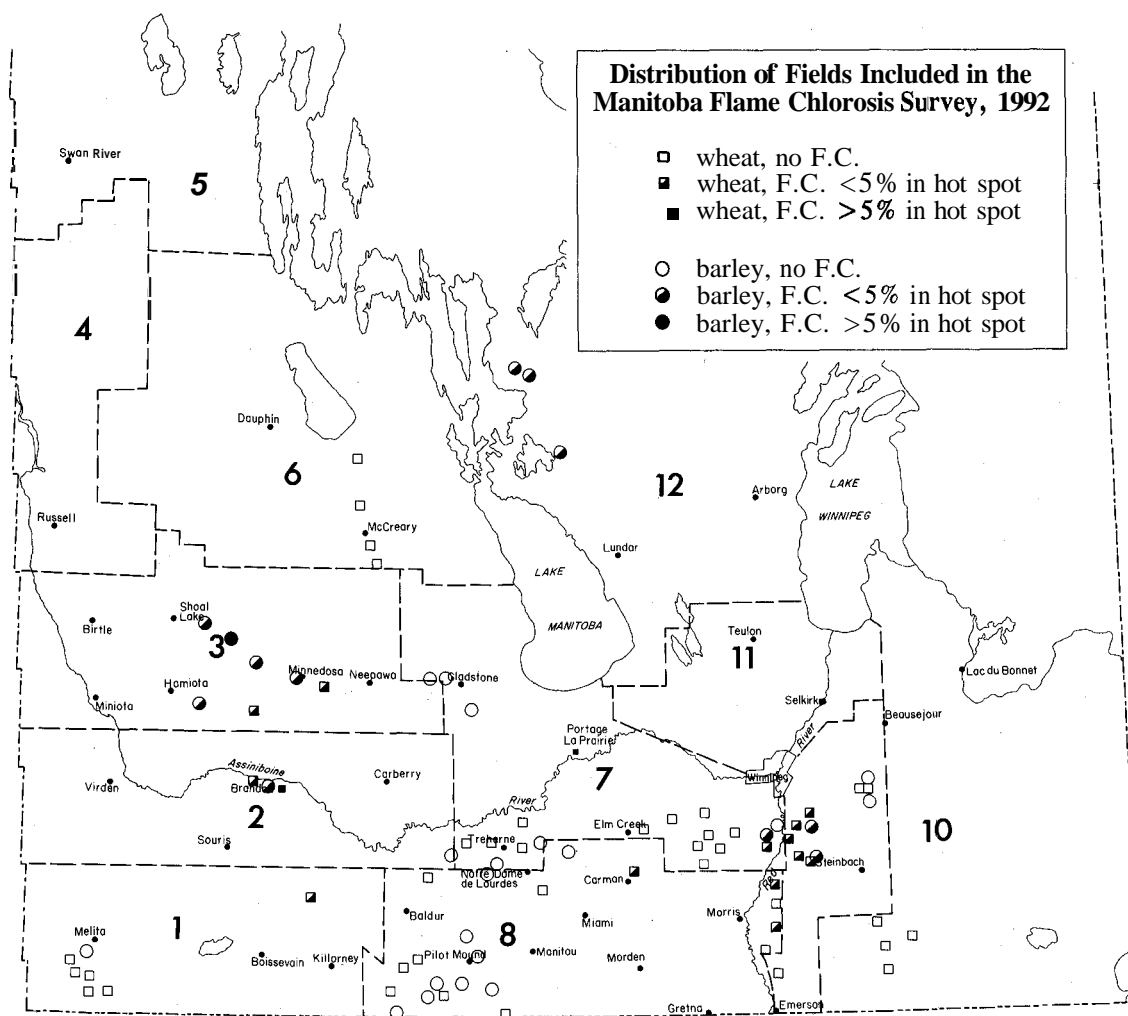 Distribution of Fields Included in the
Manitoba Flame Chlorosis Survey, 1992
wheat, no F.C.
wheat, F.C. <5% in hot spot
wheat, F.C. >5% in hot spot
barley, no F.C.
barley, F.C. <5% in hot spot
barley, F.C. >5% in hot spot
Swan River
5
4
Dauphin
6
12
Arborg
LAKE
WINNIPEG
Russell
McCreary
Lundar
LAKE
MANITOBA
Shoal
Lake
Birtle
3
Teulon
11
Lac du Bonnet
Minnedosa
Neepawa
Gladstone
Hamiota
Miniota
Selkirk
Beausejour
Portage
La Prairie
River
7
Winnipeg
Assiniboine
Virden
Brandon
Carberry
2
River
Souris
Treherne
Elm Creek
10
Steinbach
Notre Dame
de Lourdes
Carman
Red
1
Baldur
8
Miami
Morris
Melita
Boissevain
Killarney
Pilot Mound
Manitou
Morden
Gretna
Emerson